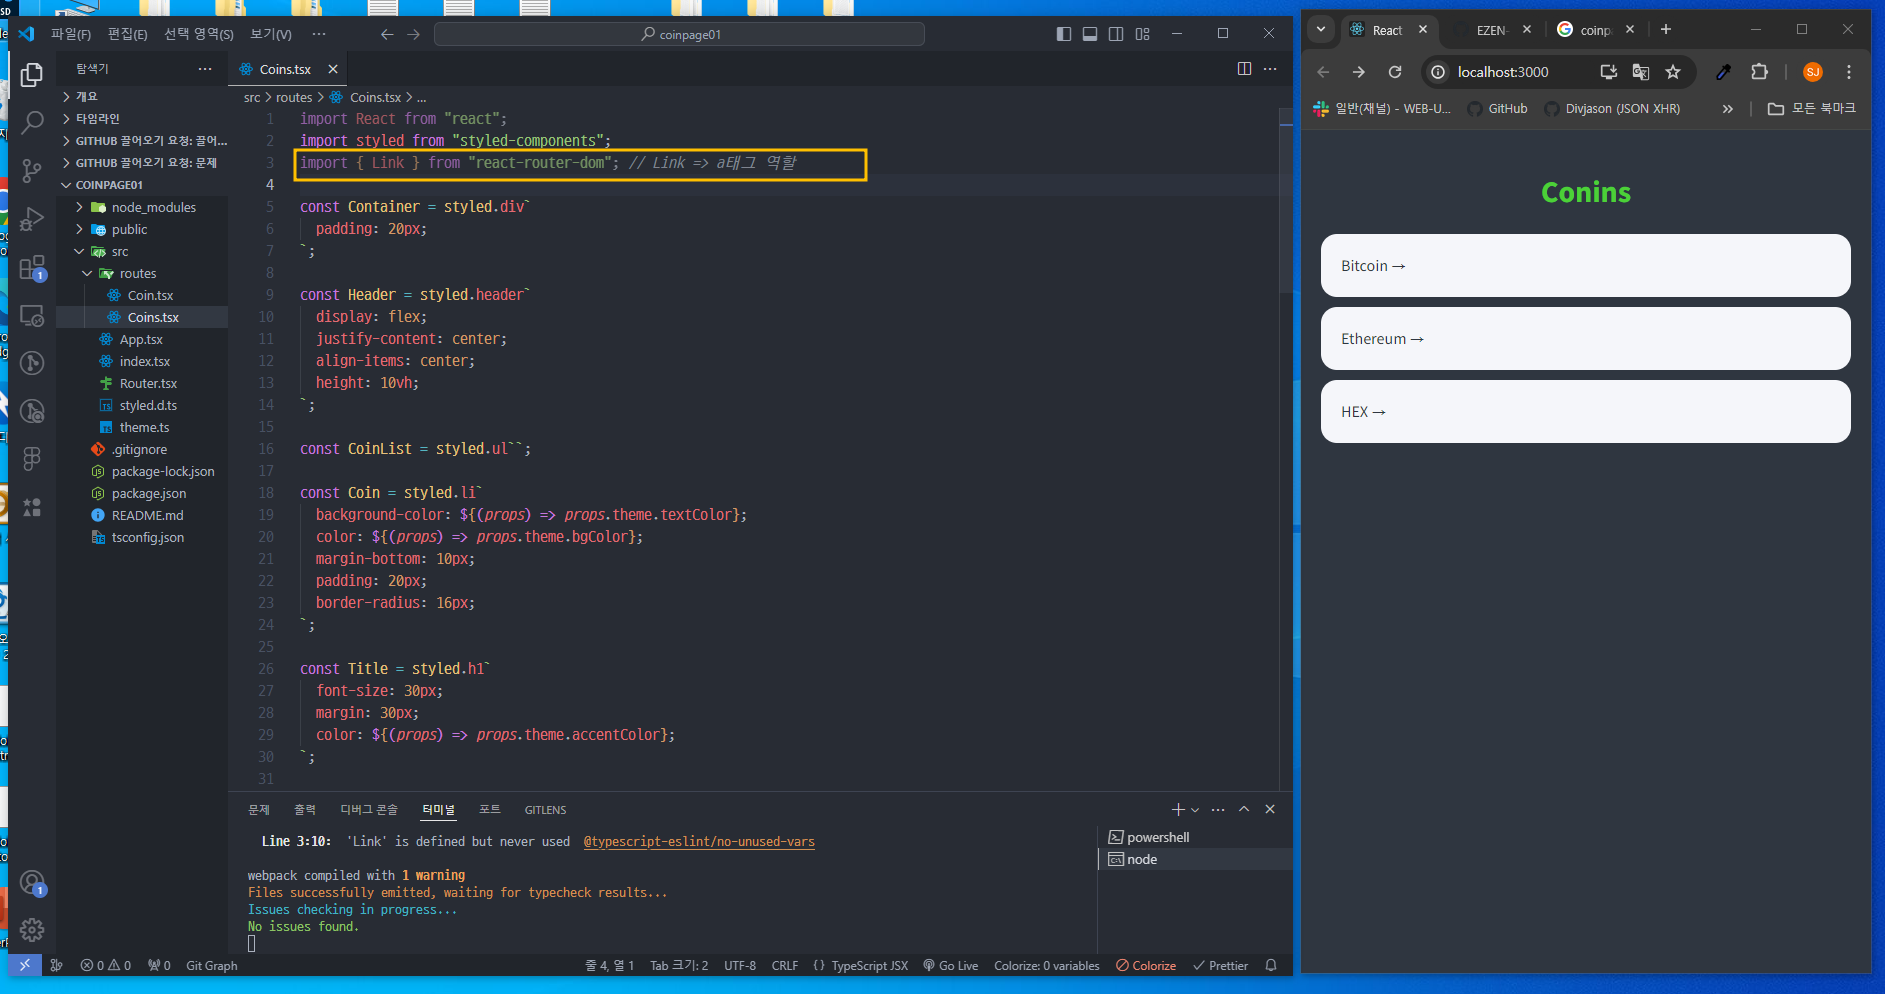 파일(F) 편집(E) 선택 영역(S) 보기(V) ··· coinpage01
탐색기 ···
개요
타임라인
GITHUB 끌어오기 요청: 끌어...
GITHUB 끌어오기 요청: 문제
COINPAGE01
node_modules
public
src
routes
Coin.tsx
Coins.tsx
App.tsx
index.tsx
Router.tsx
styled.d.ts
theme.ts
.gitignore
package-lock.json
package.json
README.md
tsconfig.json
1
1
Coins.tsx
src > routes > Coins.tsx > ...
1 import React from "react";
2 import styled from "styled-components";
3 import { Link } from "react-router-dom"; // Link => a태그 역할
4
5 const Container = styled.div`
6 padding: 20px;
7 `;
8
9 const Header = styled.header`
10 display: flex;
11 justify-content: center;
12 align-items: center;
13 height: 10vh;
14 `;
15
16 const CoinList = styled.ul``;
17
18 const Coin = styled.li`
19 background-color: ${(props) => props.theme.textColor};
20 color: ${(props) => props.theme.bgColor};
21 margin-bottom: 10px;
22 padding: 20px;
23 border-radius: 16px;
24 `;
25
26 const Title = styled.h1`
27 font-size: 30px;
28 margin: 30px;
29 color: ${(props) => props.theme.accentColor};
30 `;
31
문제 출력 디버그 콘솔 터미널 포트 GITLENS
Line 3:10: 'Link' is defined but never used @typescript-eslint/no-unused-vars
webpack compiled with 1 warning
Files successfully emitted, waiting for typecheck results...
Issues checking in progress...
No issues found.
powershell
node
0 0 0 Git Graph 줄 4, 열 1 Tab 크기: 2 UTF-8 CRLF {} TypeScript JSX Go Live Colorize: 0 variables Colorize Prettier
React EZEN- coinp
localhost:3000 SJ
일반(채널) - WEB-U... GitHub Divjason (JSON XHR) » 모든 북마크
Conins
Bitcoin →
Ethereum →
HEX →